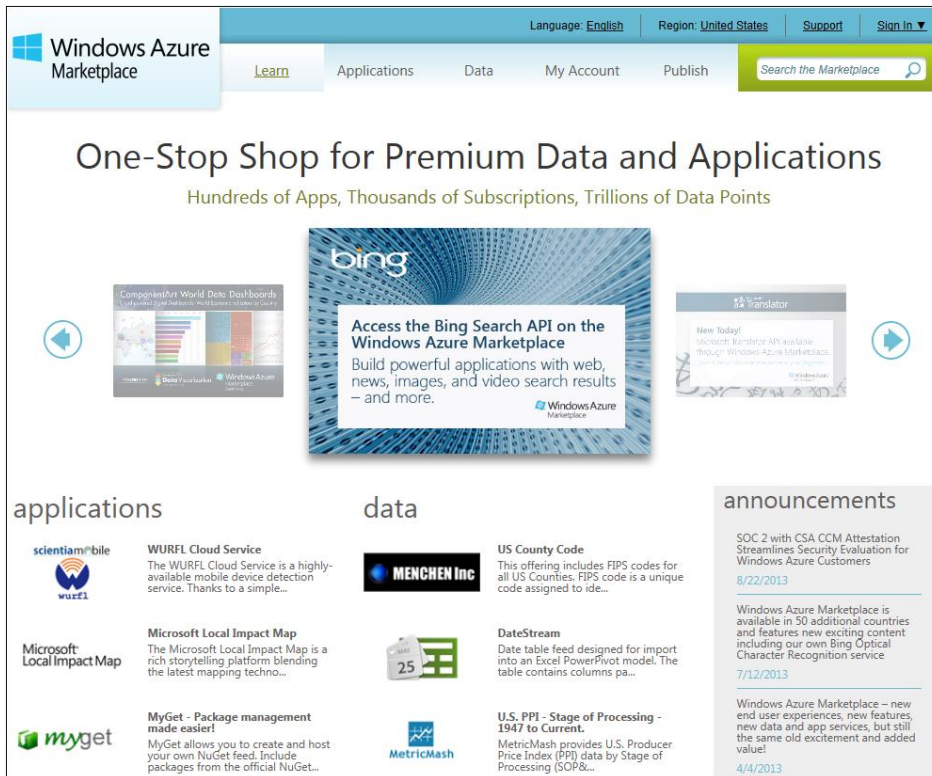 Language: English
Region: United States
Support
Sign In ▼
Windows Azure
Marketplace
Learn
Applications
Data
My Account
Publish
Search the Marketplace
One-Stop Shop for Premium Data and Applications
Hundreds of Apps, Thousands of Subscriptions, Trillions of Data Points
ComponentArt World Data Dashboards
Data Visualization
Windows Azure
bing
Access the Bing Search API on the
Windows Azure Marketplace
Build powerful applications with web,
news, images, and video search results
– and more.
Windows Azure
Marketplace
Translator
New Today!
Microsoft Translator API available
through Windows Azure Marketplace
applications
scientiamobile
wurfl
WURFL Cloud Service
The WURFL Cloud Service is a highly-
available mobile device detection
service. Thanks to a simple...
Microsoft
Local Impact Map
Microsoft Local Impact Map
The Microsoft Local Impact Map is a
rich storytelling platform blending
the latest mapping techno...
myget
MyGet - Package management
made easier!
MyGet allows you to create and host
your own NuGet feed. Include
packages from the official NuGet...
data
MENCHEN Inc
US County Code
This offering includes FIPS codes for
all US Counties. FIPS code is a unique
code assigned to ide...
MAI
25
DateStream
Date table feed designed for import
into an Excel PowerPivot model. The
table contains columns pa...
MetricMash
U.S. PPI - Stage of Processing -
1947 to Current.
MetricMash provides U.S. Producer
Price Index (PPI) data by Stage of
Processing (SOP&...
announcements
SOC 2 with CSA CCM Attestation
Streamlines Security Evaluation for
Windows Azure Customers
8/22/2013
Windows Azure Marketplace is
available in 50 additional countries
and features new exciting content
including our own Bing Optical
Character Recognition service
7/12/2013
Windows Azure Marketplace – new
end user experiences, new features,
new data and app services, but still
the same old excitement and added
value!
4/4/2013